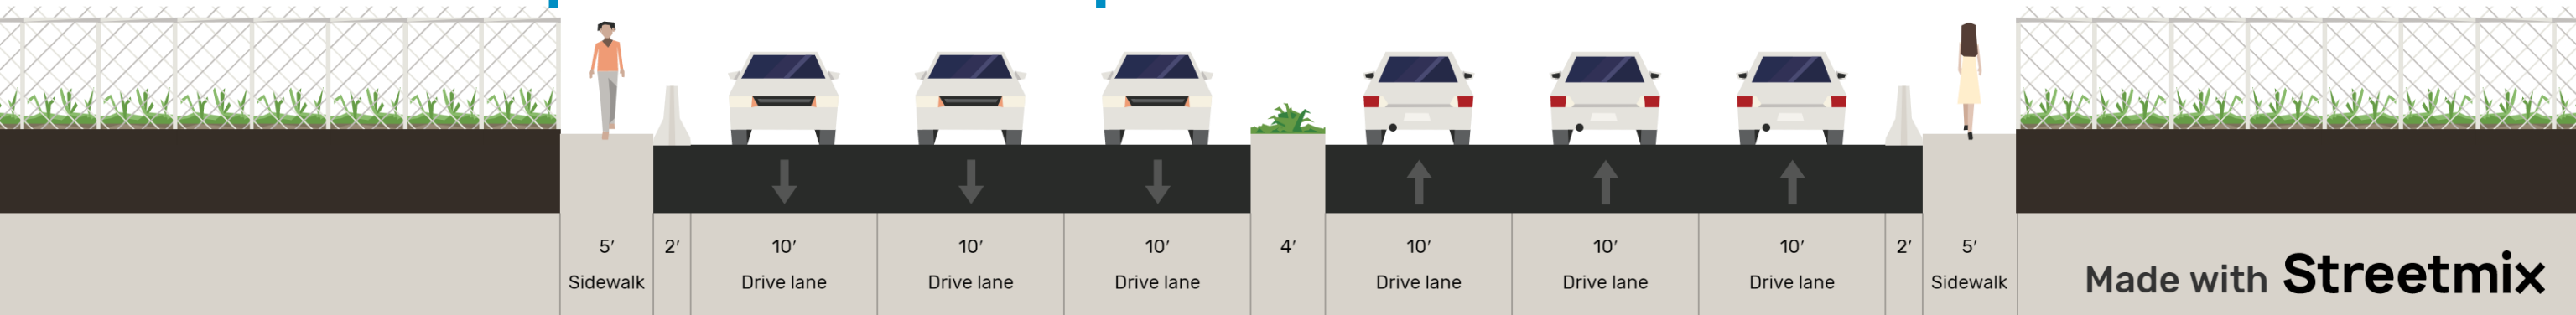 5′ 2′ 10′ 10′ 10′ 4′ 10′ 10′ 10′ 2′ 5′
Sidewalk Drive lane Drive lane Drive lane Drive lane Drive lane Drive lane Sidewalk
Made with Streetmix